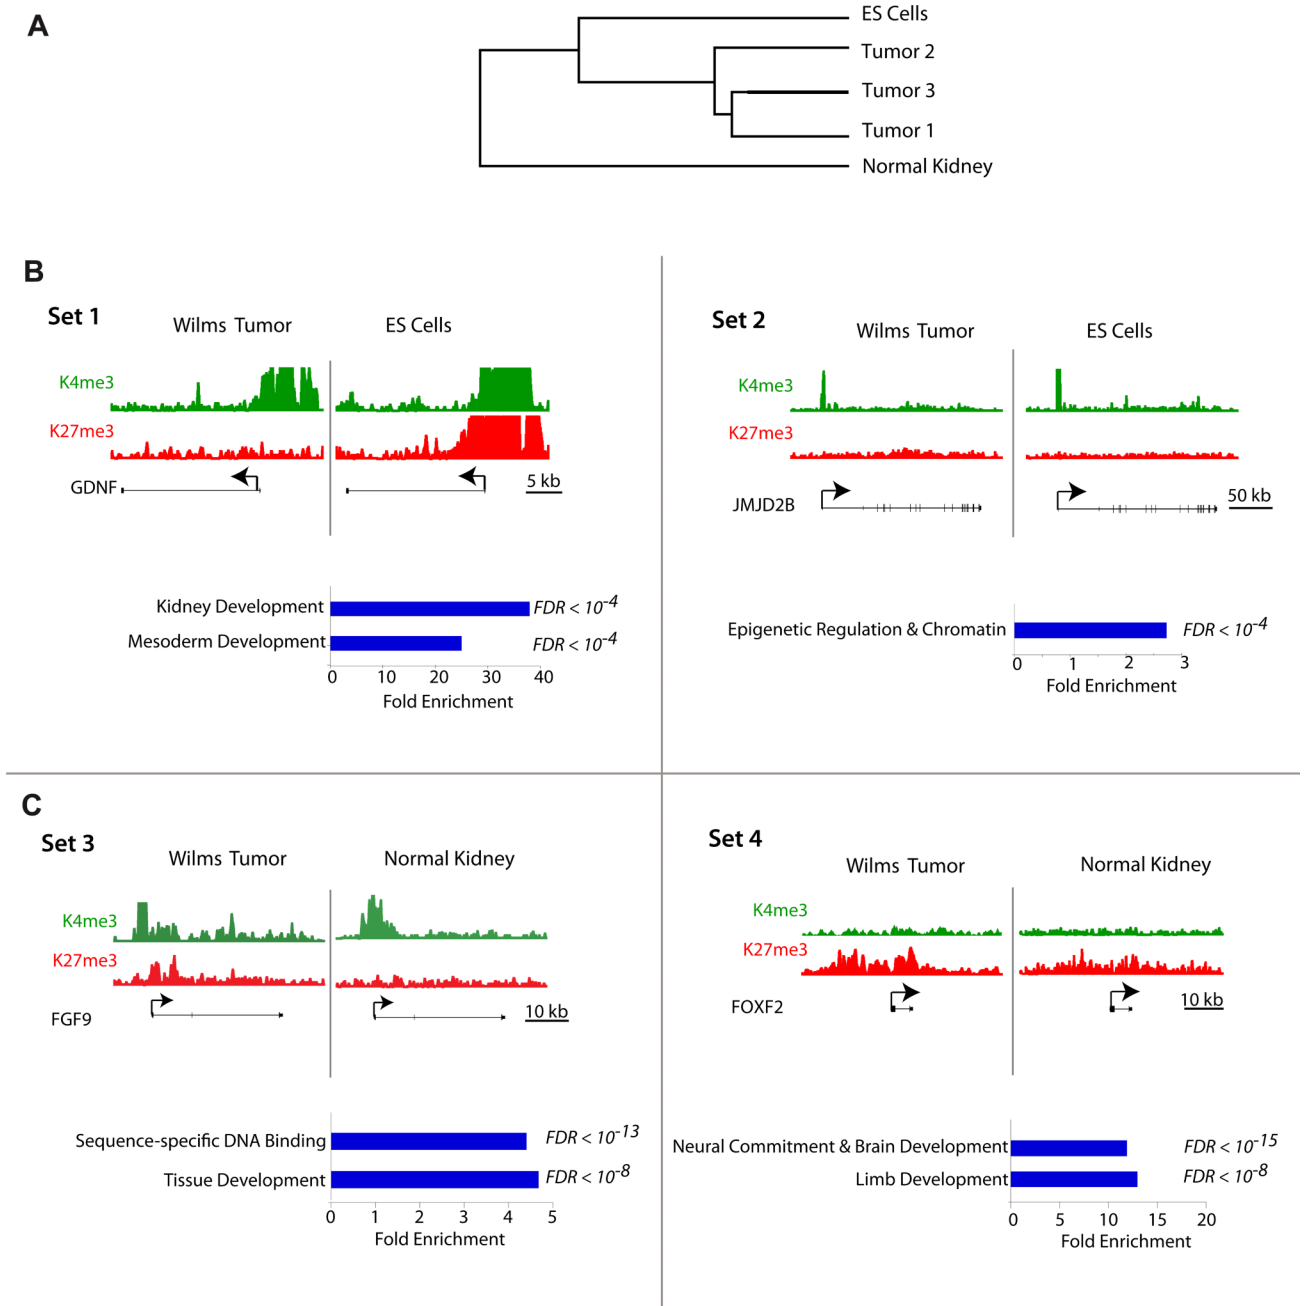 A
ES Cells
Tumor 2
Tumor 3
Tumor 1
Normal Kidney
B
Set 1
Wilms Tumor
ES Cells
K4me3
K27me3
GDNF
5 kb
Kidney Development
FDR < 10-4
Mesoderm Development
FDR < 10-4
0 10 20 30 40
Fold Enrichment
Set 2
Wilms Tumor
ES Cells
K4me3
K27me3
JMJD2B
50 kb
Epigenetic Regulation & Chromatin
FDR < 10-4
0 1 2 3
Fold Enrichment
C
Set 3
Wilms Tumor
Normal Kidney
K4me3
K27me3
FGF9
10 kb
Sequence-specific DNA Binding
FDR < 10-13
Tissue Development
FDR < 10-8
0 1 2 3 4 5
Fold Enrichment
Set 4
Wilms Tumor
Normal Kidney
K4me3
K27me3
FOXF2
10 kb
Neural Commitment & Brain Development
FDR < 10-15
Limb Development
FDR < 10-8
0 5 10 15 20
Fold Enrichment